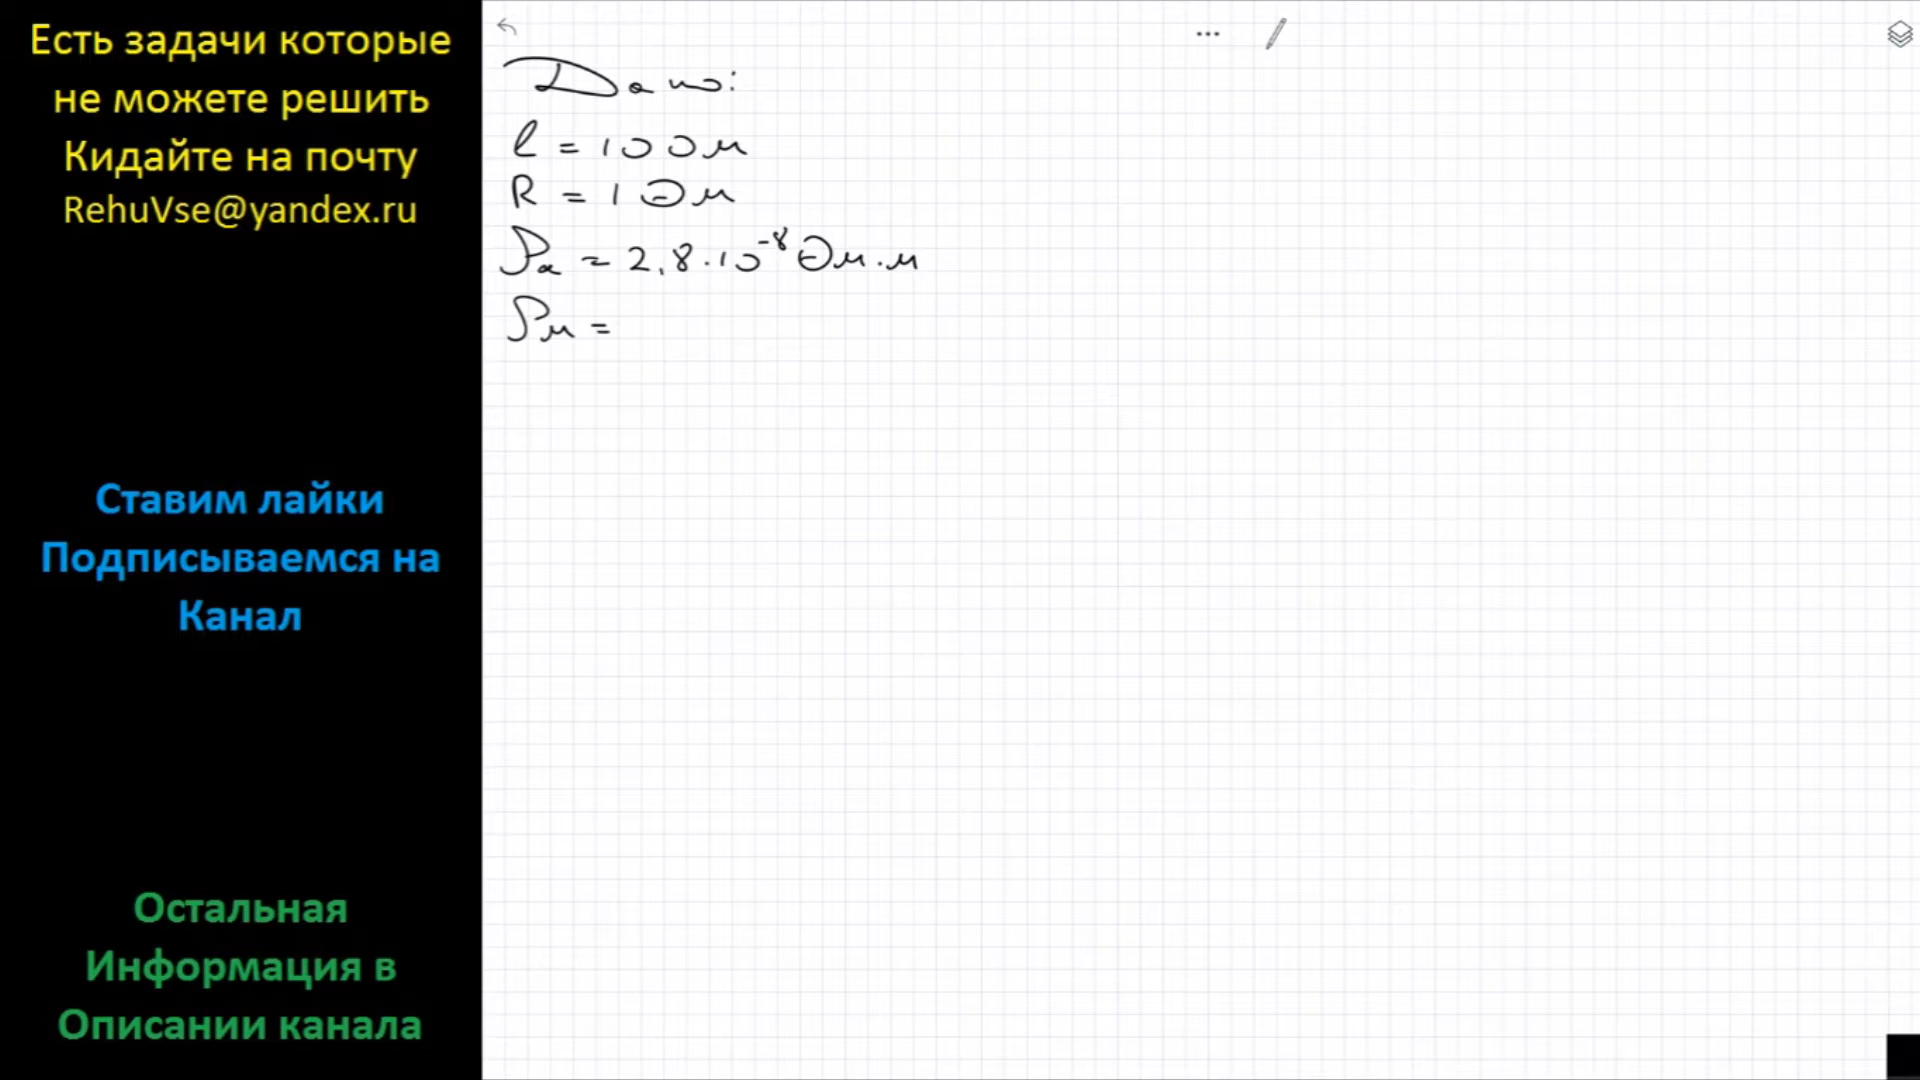 Есть задачи которые
не можете решить
Кидайте на почту
RehuVse@yandex.ru
Ставим лайки
Подписываемся на
Канал
Остальная
Информация в
Описании канала
Дано:
l = 100м
R = 1 Ом
ρа = 2,8·10⁻⁸ Ом·м
ρм =